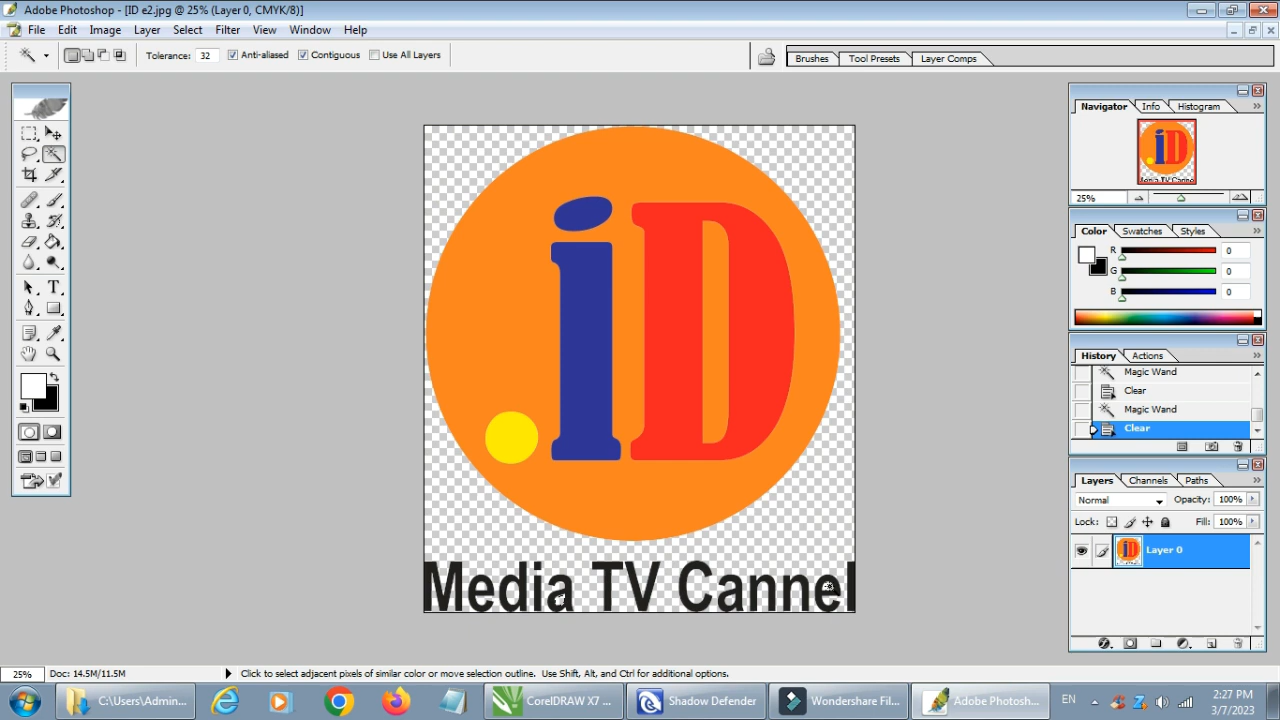 Adobe Photoshop - [ID e2.jpg @ 25% (Layer 0, CMYK/8)]
File Edit Image Layer Select Filter View Window Help
Tolerance: 32 Anti-aliased Contiguous Use All Layers
Brushes Tool Presets Layer Comps
Navigator Info Histogram
.iD
Media TV Cannel
25%
Color Swatches Styles
R 0
G 0
B 0
History Actions
Magic Wand
Clear
Magic Wand
Clear
Layers Channels Paths
Normal Opacity: 100%
Lock: Fill: 100%
Layer 0
25% Doc: 14.5M/11.5M Click to select adjacent pixels of similar color or move selection outline. Use Shift, Alt, and Ctrl for additional options.
C:\Users\Admin... CorelDRAW X7 ... Shadow Defender Wondershare Fil... Adobe Photosh... EN 2:27 PM
3/7/2023